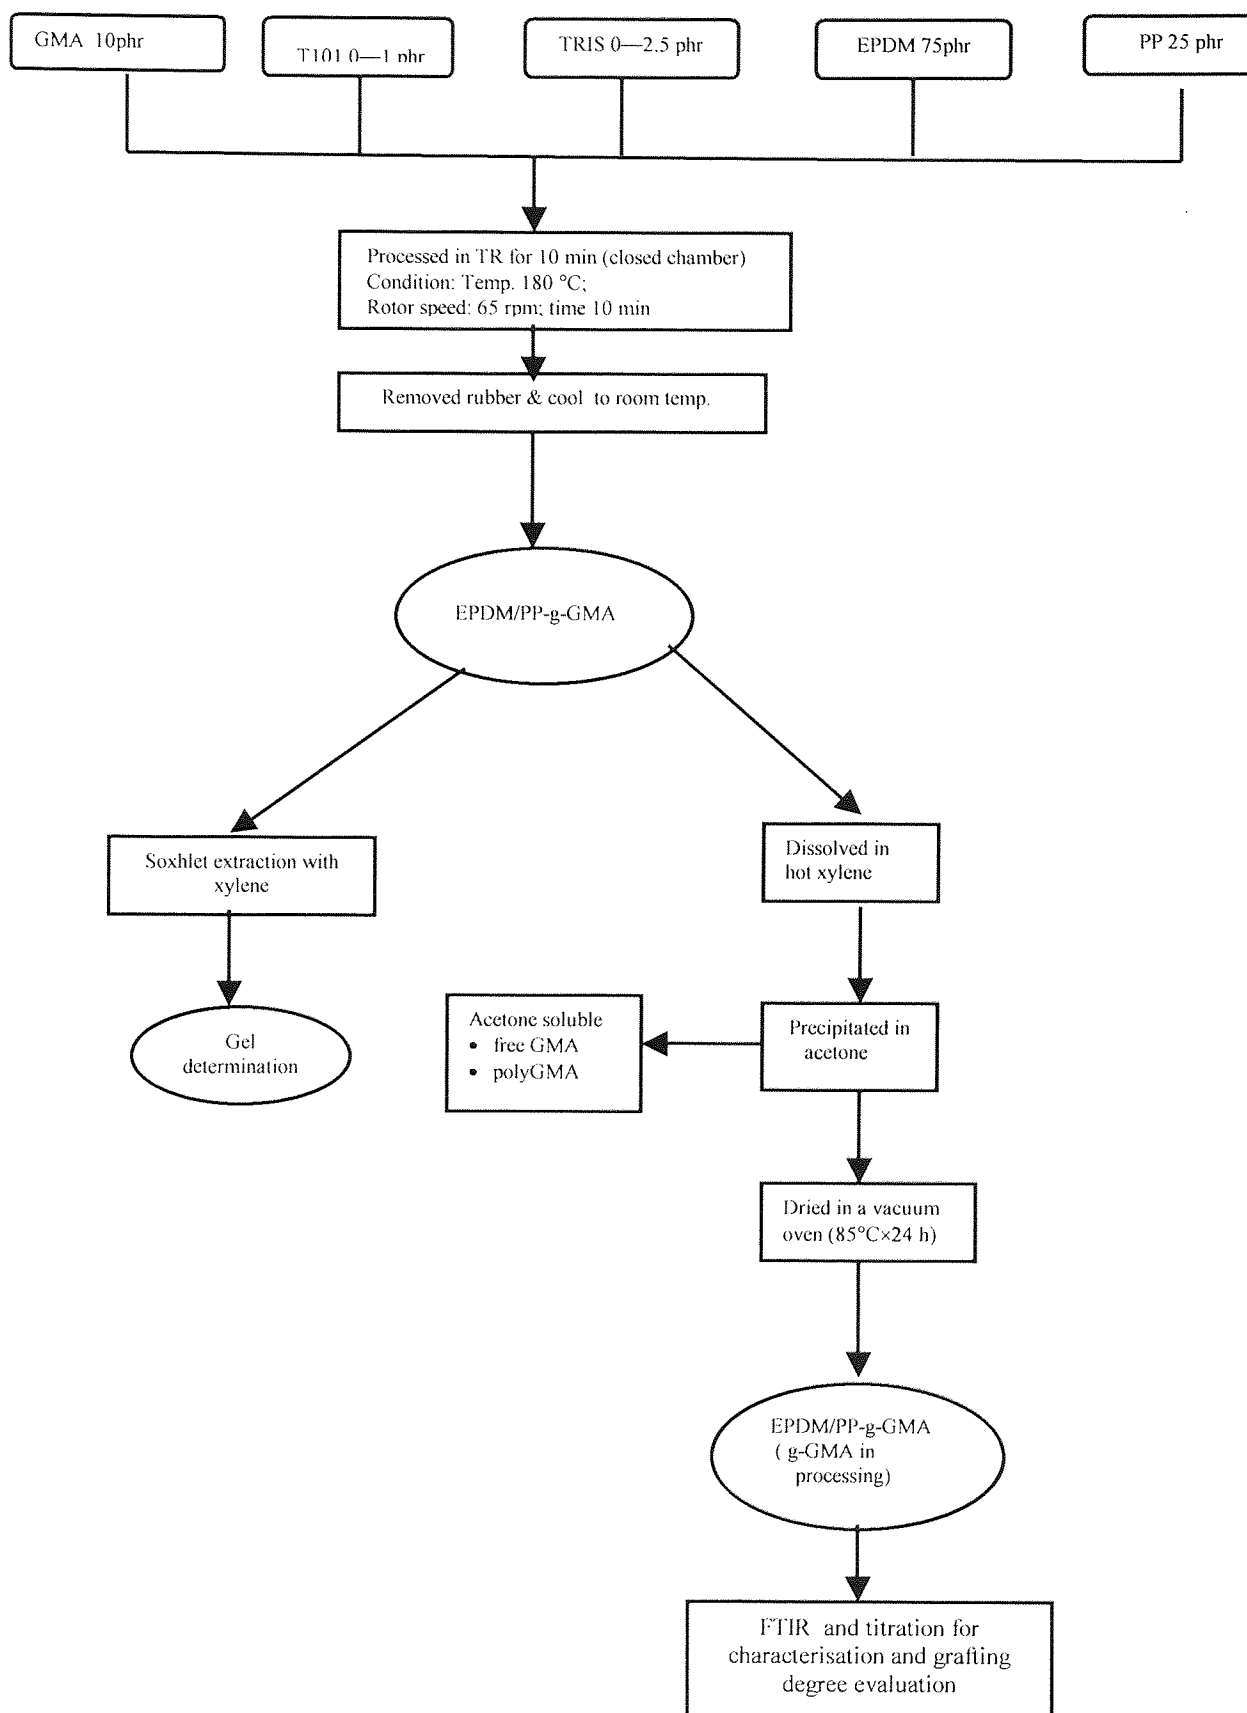 GMA 10phr
T101 0—1 phr
TRIS 0—2.5 phr
EPDM 75phr
PP 25 phr
Processed in TR for 10 min (closed chamber)
Condition: Temp. 180 °C;
Rotor speed: 65 rpm; time 10 min
Removed rubber & cool to room temp.
EPDM/PP-g-GMA
Soxhlet extraction with
xylene
Dissolved in
hot xylene
Gel
determination
Acetone soluble
• free GMA
• polyGMA
Precipitated in
acetone
Dried in a vacuum
oven (85°C×24 h)
EPDM/PP-g-GMA
( g-GMA in
processing)
FTIR and titration for
characterisation and grafting
degree evaluation